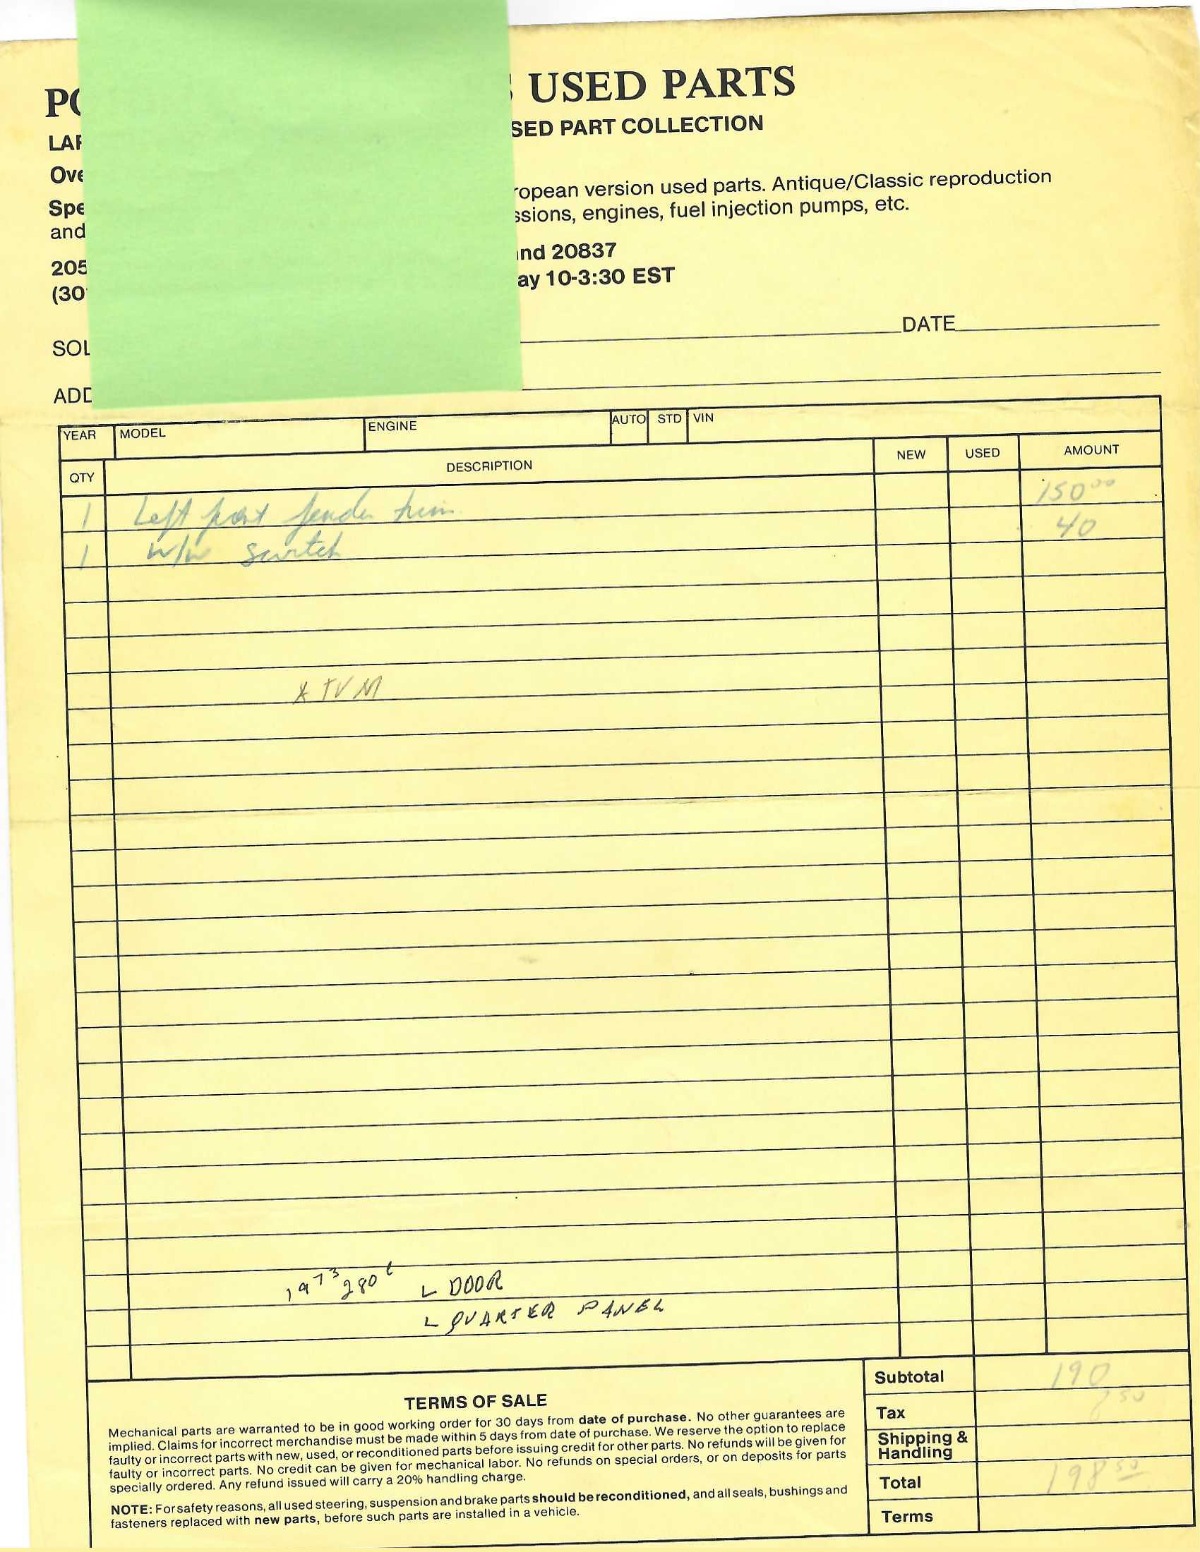 PO S USED PARTS
LAR SED PART COLLECTION
Ove ropean version used parts. Antique/Classic reproduction
Spe ssions, engines, fuel injection pumps, etc.
and
205 nd 20837
(30 ay 10-3:30 EST
SOL DATE
ADD
YEAR MODEL ENGINE AUTO STD VIN
QTY DESCRIPTION NEW USED AMOUNT
1 Left front fender trim 150 00
1 w/w switch 40
1973 280 L DOOR
L QUARTER PANEL
Subtotal 190
Tax 50
Shipping &
Handling
Total 198 50
Terms
TERMS OF SALE
Mechanical parts are warranted to be in good working order for 30 days from date of purchase. No other guarantees are
implied. Claims for incorrect merchandise must be made within 5 days from date of purchase. We reserve the option to replace
faulty or incorrect parts with new, used, or reconditioned parts before issuing credit for other parts. No refunds will be given for
faulty or incorrect parts. No credit can be given for mechanical labor. No refunds on special orders, or on deposits for parts
specially ordered. Any refund issued will carry a 20% handling charge.
NOTE: For safety reasons, all used steering, suspension and brake parts should be reconditioned, and all seals, bushings and
fasteners replaced with new parts, before such parts are installed in a vehicle.